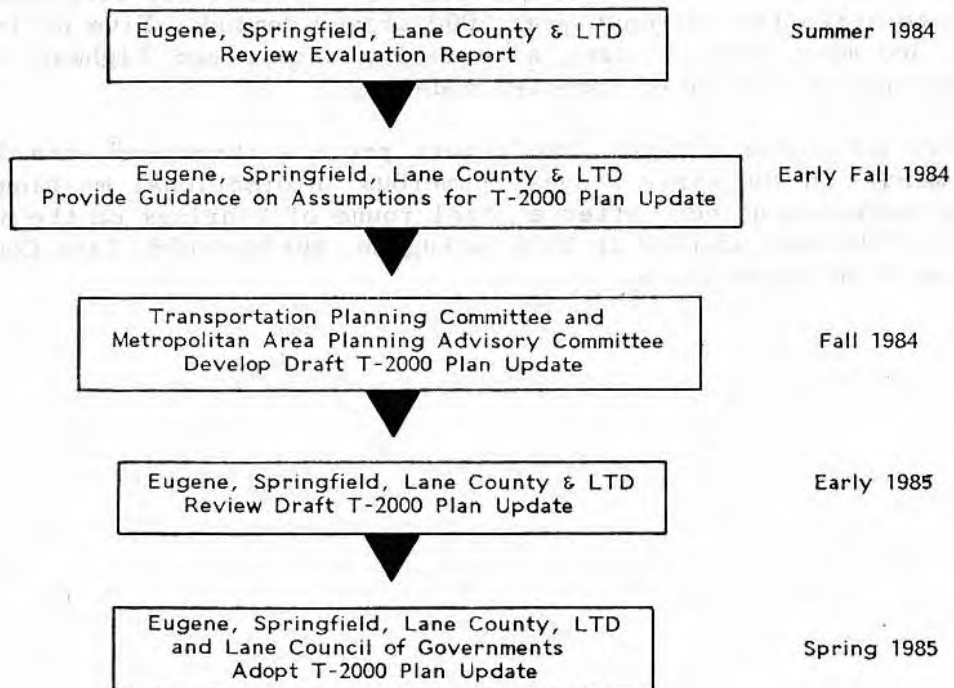 Eugene, Springfield, Lane County & LTD
Review Evaluation Report
Summer 1984
Eugene, Springfield, Lane County & LTD
Provide Guidance on Assumptions for T-2000 Plan Update
Early Fall 1984
Transportation Planning Committee and
Metropolitan Area Planning Advisory Committee
Develop Draft T-2000 Plan Update
Fall 1984
Eugene, Springfield, Lane County & LTD
Review Draft T-2000 Plan Update
Early 1985
Eugene, Springfield, Lane County, LTD
and Lane Council of Governments
Adopt T-2000 Plan Update
Spring 1985